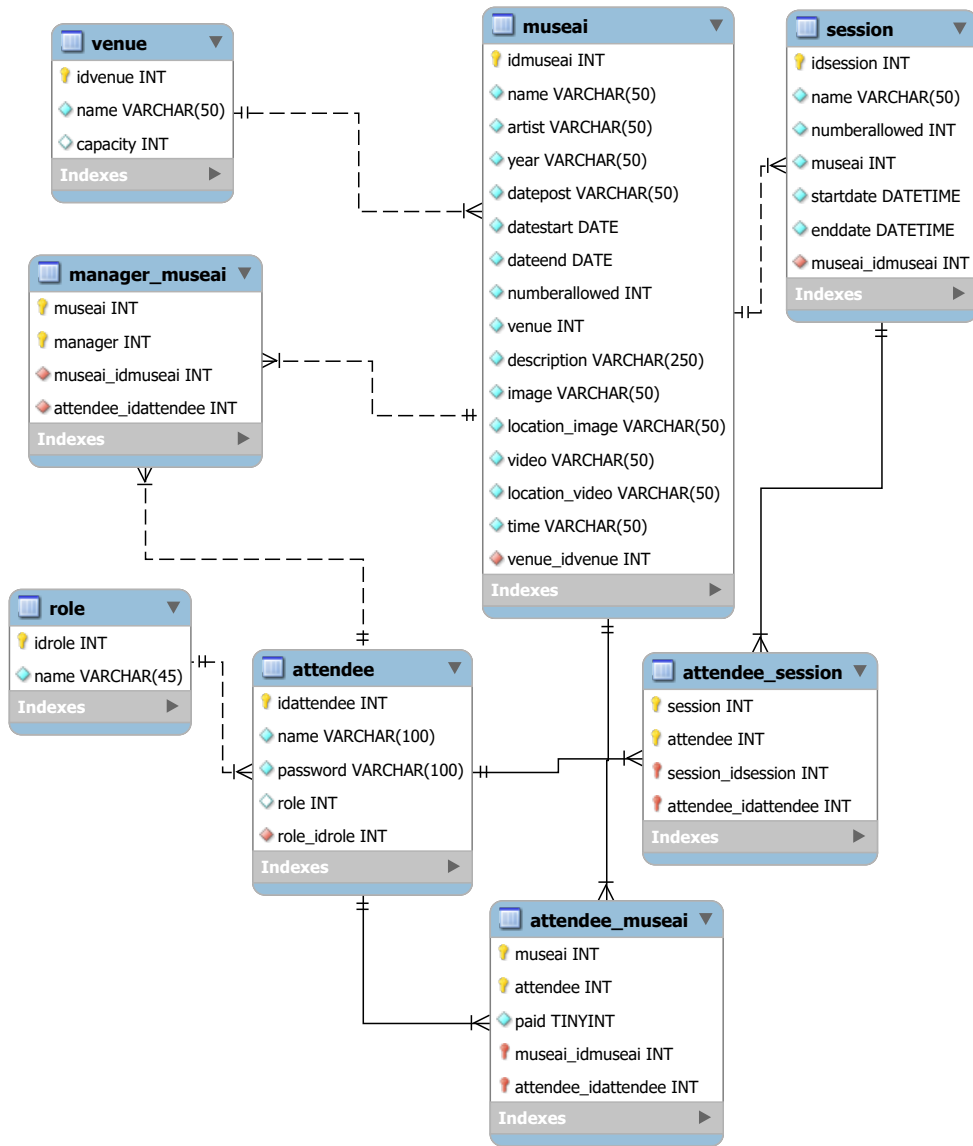 venue
idvenue INT
name VARCHAR(50)
capacity INT
Indexes
museai
idmuseai INT
name VARCHAR(50)
artist VARCHAR(50)
year VARCHAR(50)
datepost VARCHAR(50)
datestart DATE
dateend DATE
numberallowed INT
venue INT
description VARCHAR(250)
image VARCHAR(50)
location_image VARCHAR(50)
video VARCHAR(50)
location_video VARCHAR(50)
time VARCHAR(50)
venue_idvenue INT
Indexes
session
idsession INT
name VARCHAR(50)
numberallowed INT
museai INT
startdate DATETIME
enddate DATETIME
museai_idmuseai INT
Indexes
manager_museai
museai INT
manager INT
museai_idmuseai INT
attendee_idattendee INT
Indexes
role
idrole INT
name VARCHAR(45)
Indexes
attendee
idattendee INT
name VARCHAR(100)
password VARCHAR(100)
role INT
role_idrole INT
Indexes
attendee_session
session INT
attendee INT
session_idsession INT
attendee_idattendee INT
Indexes
attendee_museai
museai INT
attendee INT
paid TINYINT
museai_idmuseai INT
attendee_idattendee INT
Indexes